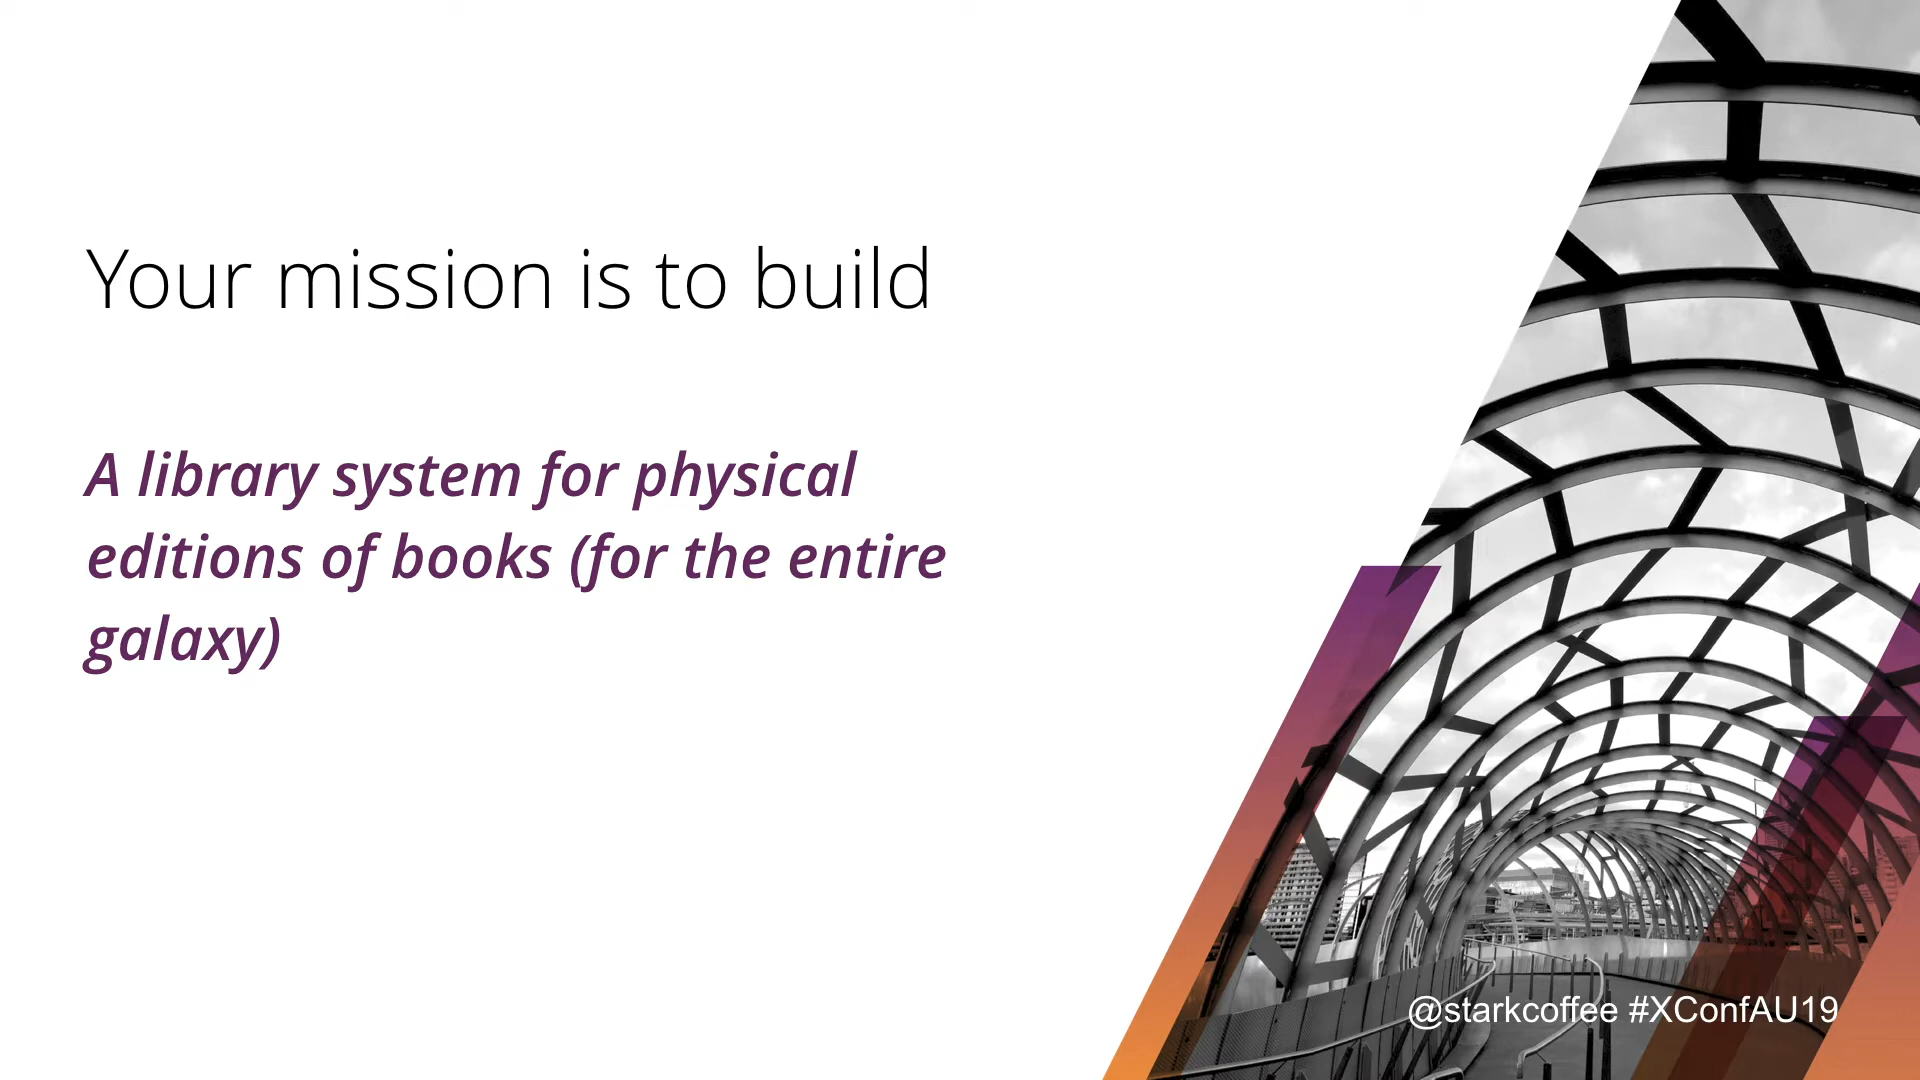 Your mission is to build
A library system for physical
editions of books (for the entire
galaxy)
@starkcoffee #XConfAU19